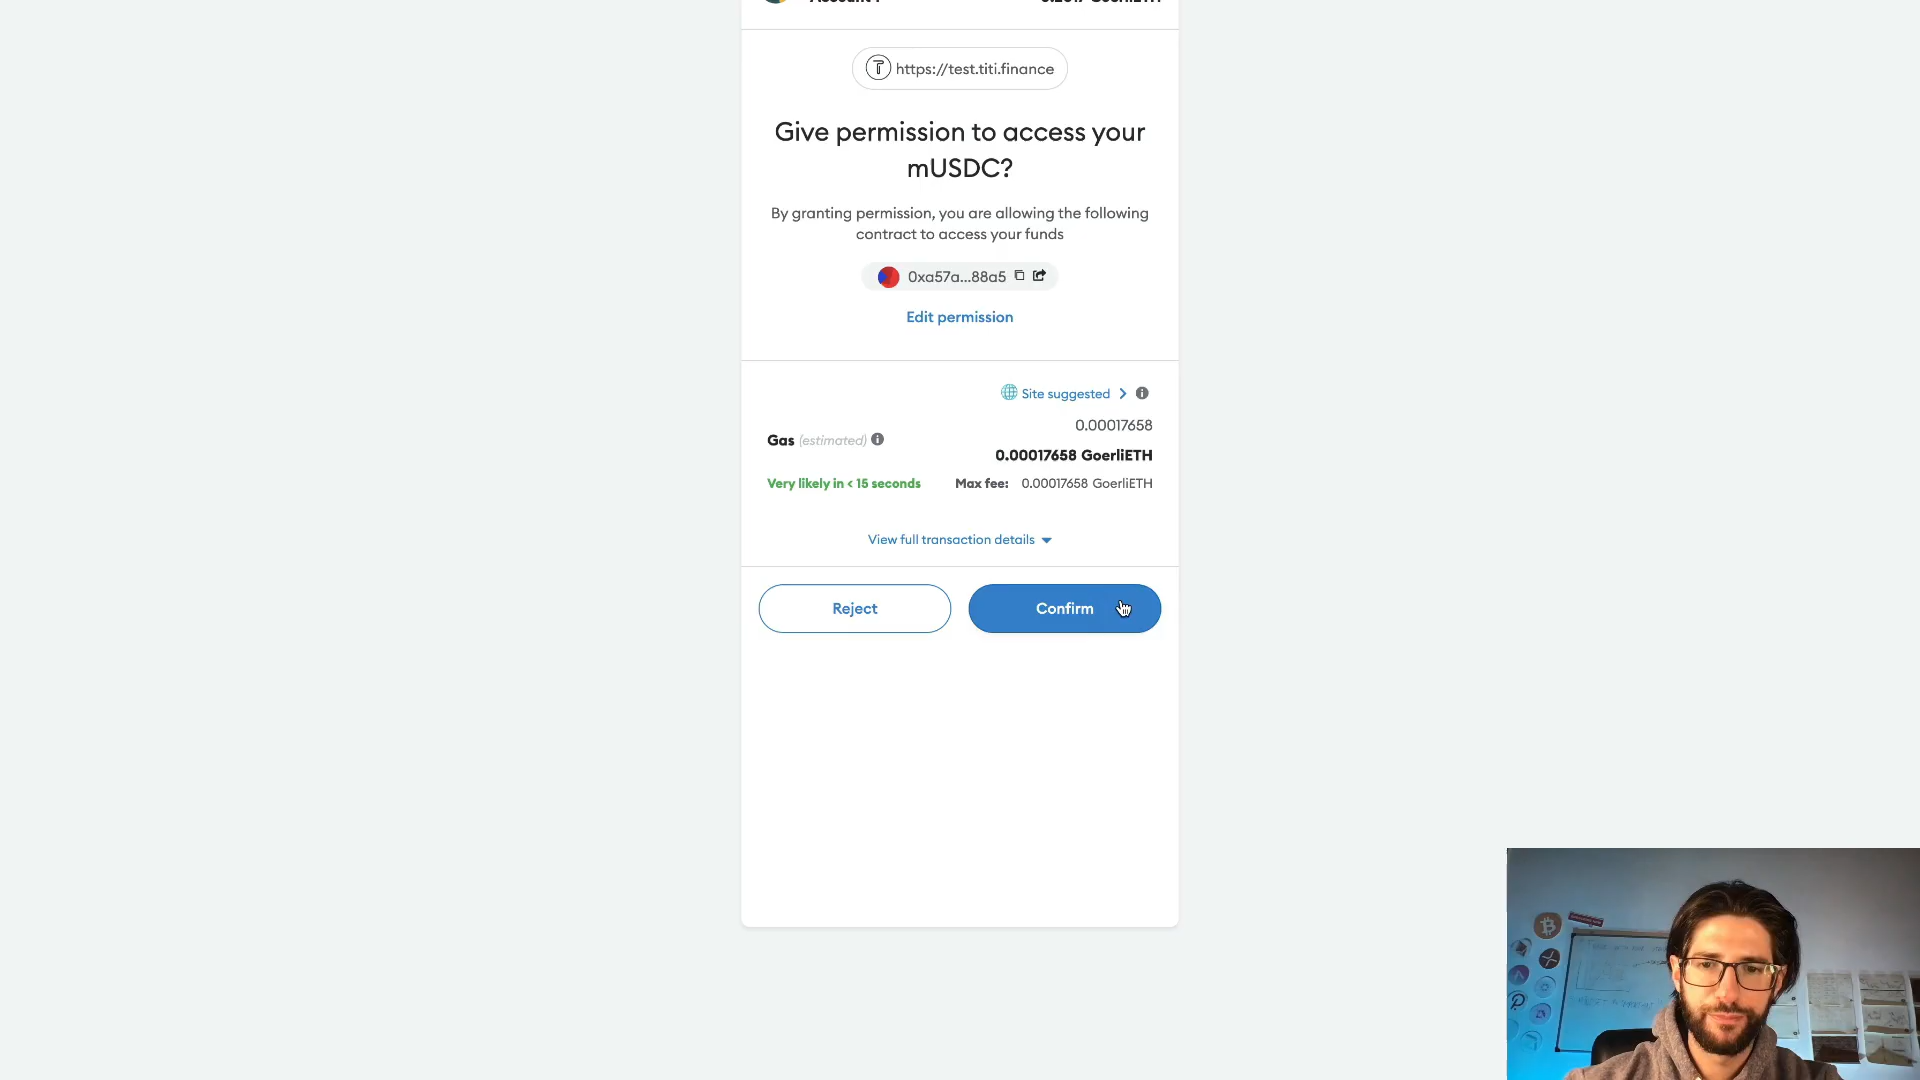 https://test.titi.finance
Give permission to access your
mUSDC?
By granting permission, you are allowing the following
contract to access your funds
0xa57a...88a5
Edit permission
Site suggested
0.00017658
Gas (estimated)
0.00017658 GoerliETH
Very likely in < 15 seconds
Max fee: 0.00017658 GoerliETH
View full transaction details
Reject
Confirm